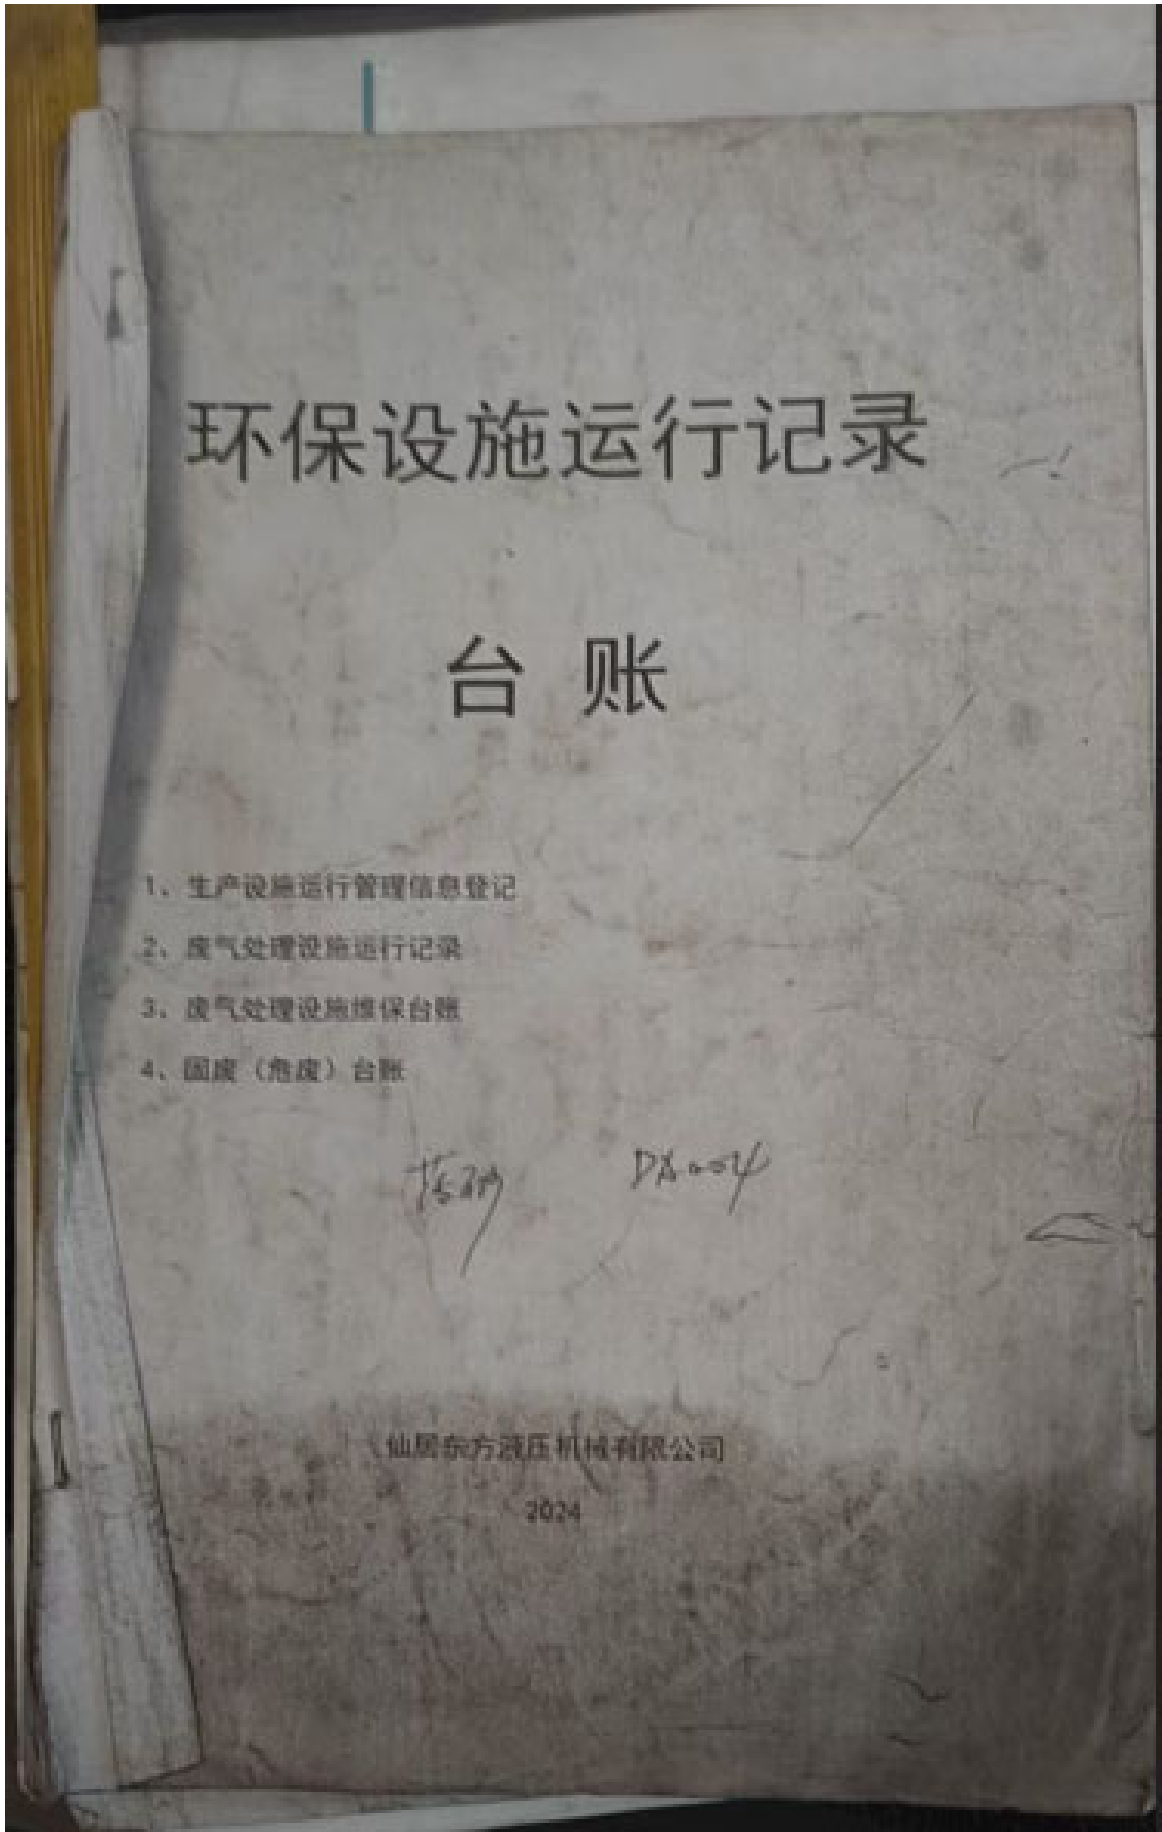 环保设施运行记录
台 账
1、生产设施运行管理信息登记
2、废气处理设施运行记录
3、废气处理设施维保台账
4、固废（危废）台账
DA004
仙居东方液压机械有限公司
2024